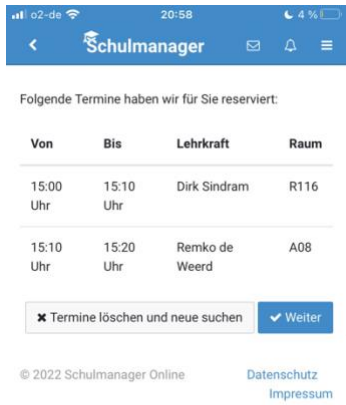 o2-de 20:58 4 %
Schulmanager
Folgende Termine haben wir für Sie reserviert:
Von Bis Lehrkraft Raum
15:00 15:10 Dirk Sindram R116
Uhr Uhr
15:10 15:20 Remko de A08
Uhr Uhr Weerd
Termine löschen und neue suchen Weiter
© 2022 Schulmanager Online Datenschutz
Impressum